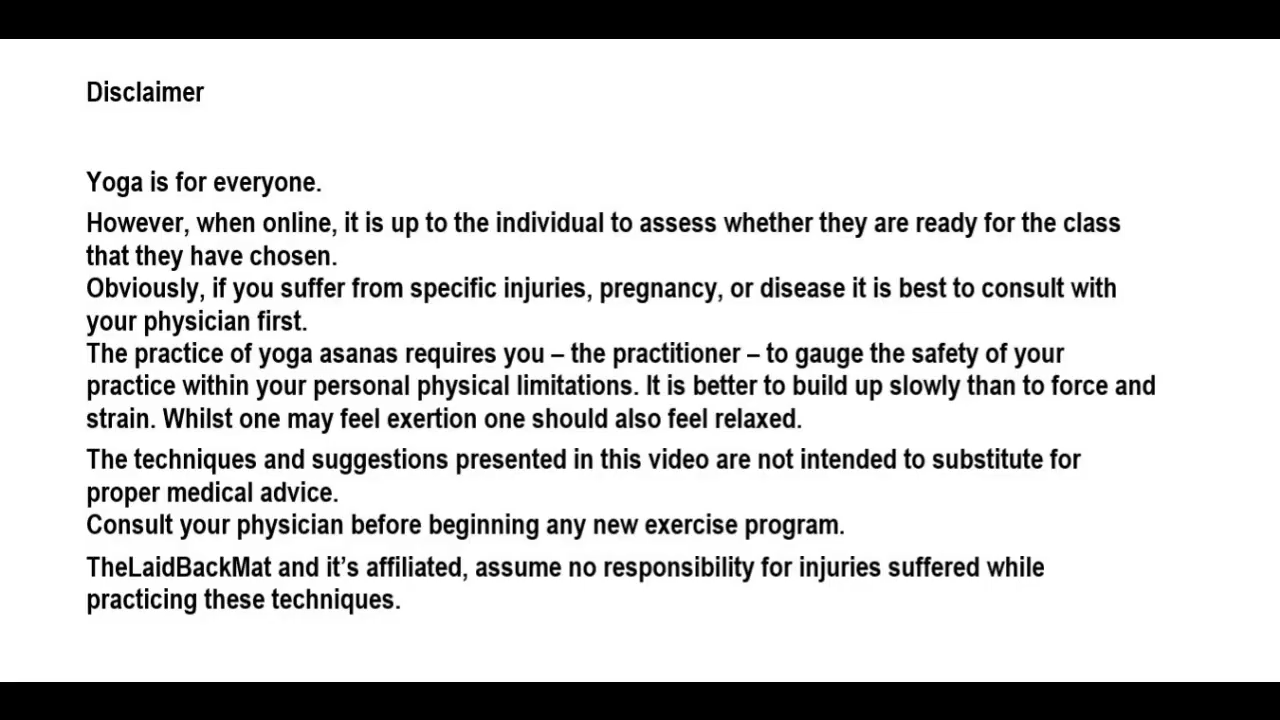 Disclaimer
Yoga is for everyone.
However, when online, it is up to the individual to assess whether they are ready for the class
that they have chosen.
Obviously, if you suffer from specific injuries, pregnancy, or disease it is best to consult with
your physician first.
The practice of yoga asanas requires you – the practitioner – to gauge the safety of your
practice within your personal physical limitations. It is better to build up slowly than to force and
strain. Whilst one may feel exertion one should also feel relaxed.
The techniques and suggestions presented in this video are not intended to substitute for
proper medical advice.
Consult your physician before beginning any new exercise program.
TheLaidBackMat and it’s affiliated, assume no responsibility for injuries suffered while
practicing these techniques.